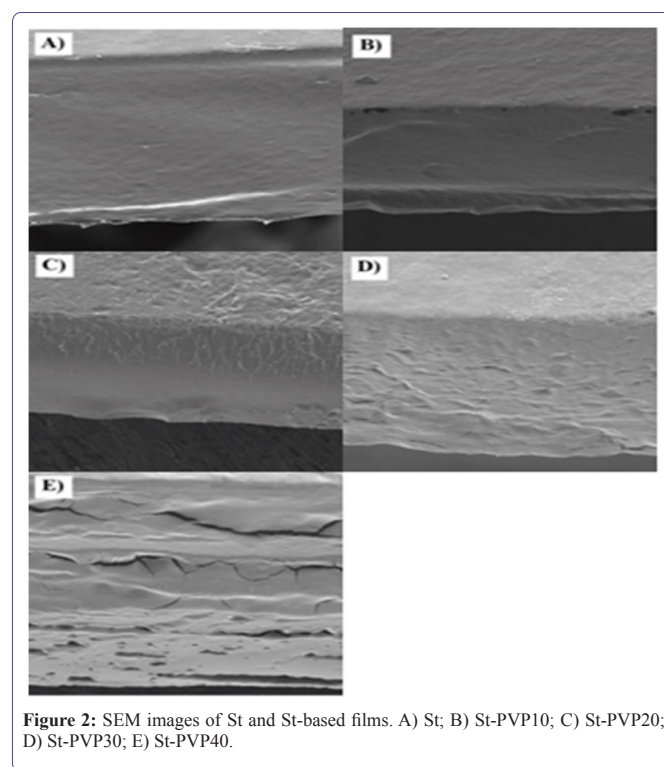 A)
B)
C)
D)
E)
Figure 2: SEM images of St and St-based films. A) St; B) St-PVP10; C) St-PVP20;
D) St-PVP30; E) St-PVP40.